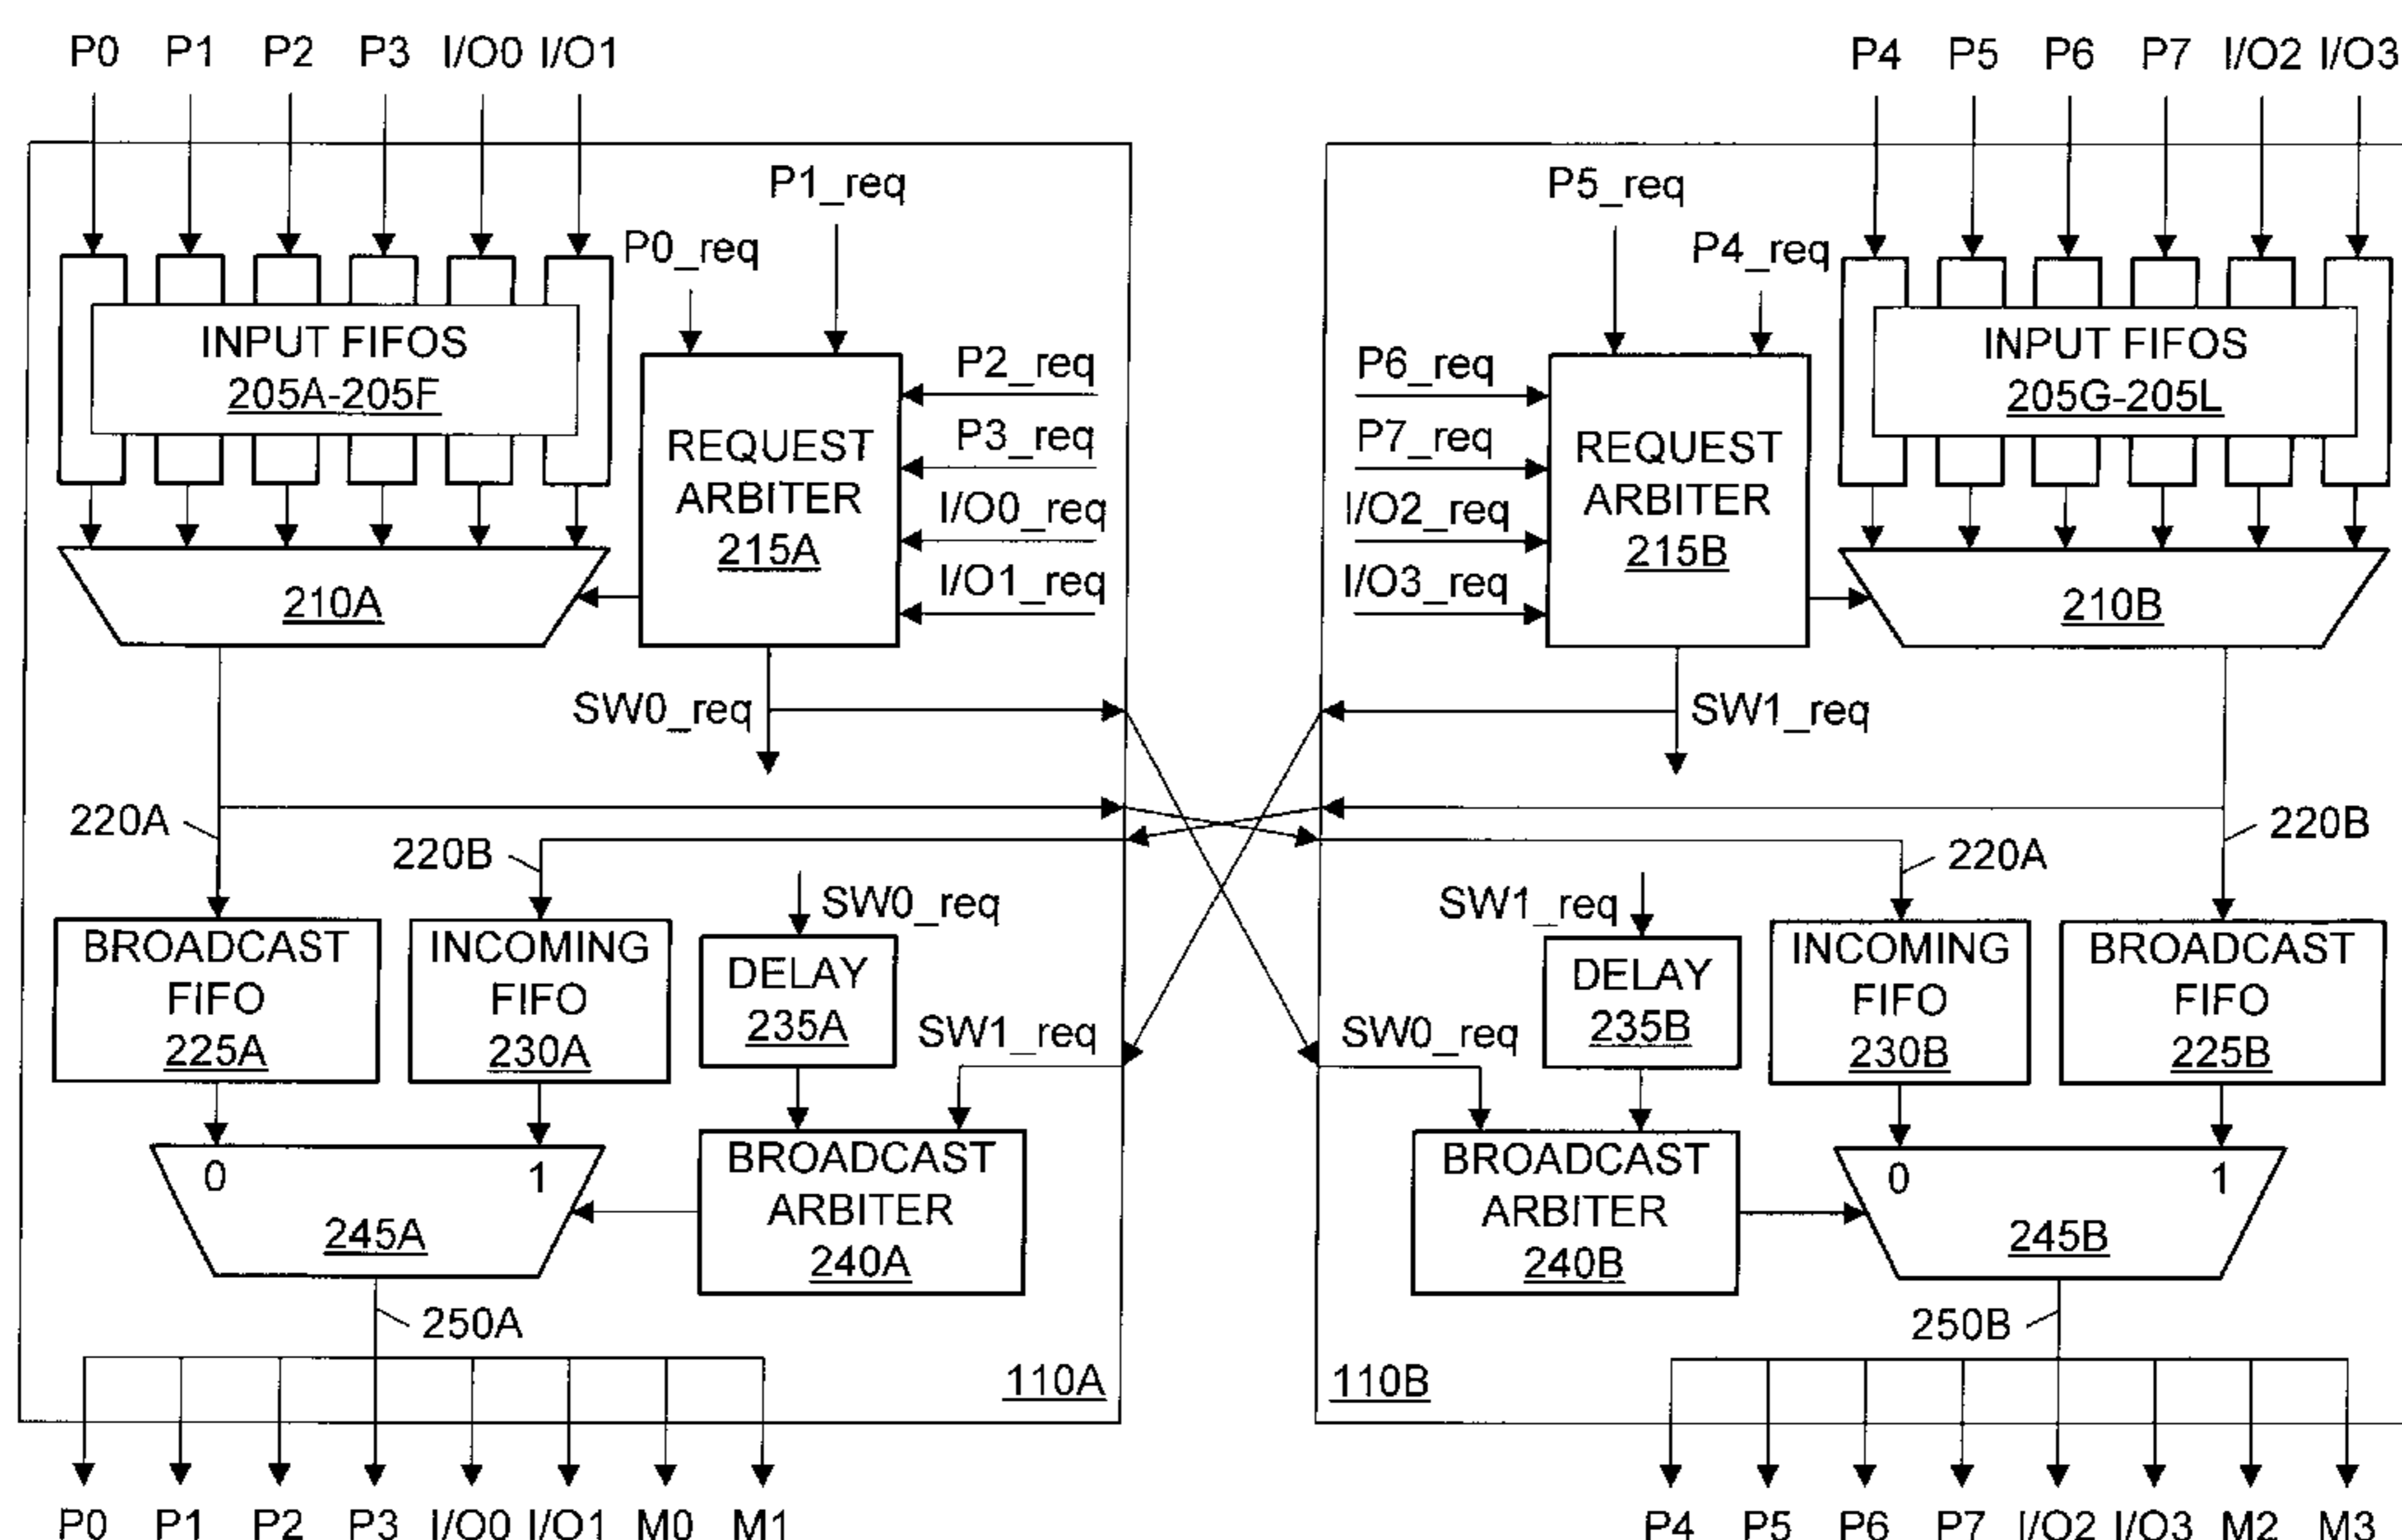 P0 P1 P2 P3 I/O0 I/O1
P4 P5 P6 P7 I/O2 I/O3
P1_req
P0_req
P5_req
P4_req
INPUT FIFOS
205A-205F
P2_req
P3_req
I/O0_req
I/O1_req
REQUEST
ARBITER
215A
P6_req
P7_req
I/O2_req
I/O3_req
REQUEST
ARBITER
215B
INPUT FIFOS
205G-205L
210A
210B
SW0_req
SW1_req
220A
220B
220B
220A
BROADCAST
FIFO
225A
INCOMING
FIFO
230A
SW0_req
DELAY
235A
SW1_req
SW1_req
DELAY
235B
SW0_req
INCOMING
FIFO
230B
BROADCAST
FIFO
225B
0 1
245A
BROADCAST
ARBITER
240A
BROADCAST
ARBITER
240B
0 1
245B
250A
250B
110A
110B
P0 P1 P2 P3 I/O0 I/O1 M0 M1
P4 P5 P6 P7 I/O2 I/O3 M2 M3